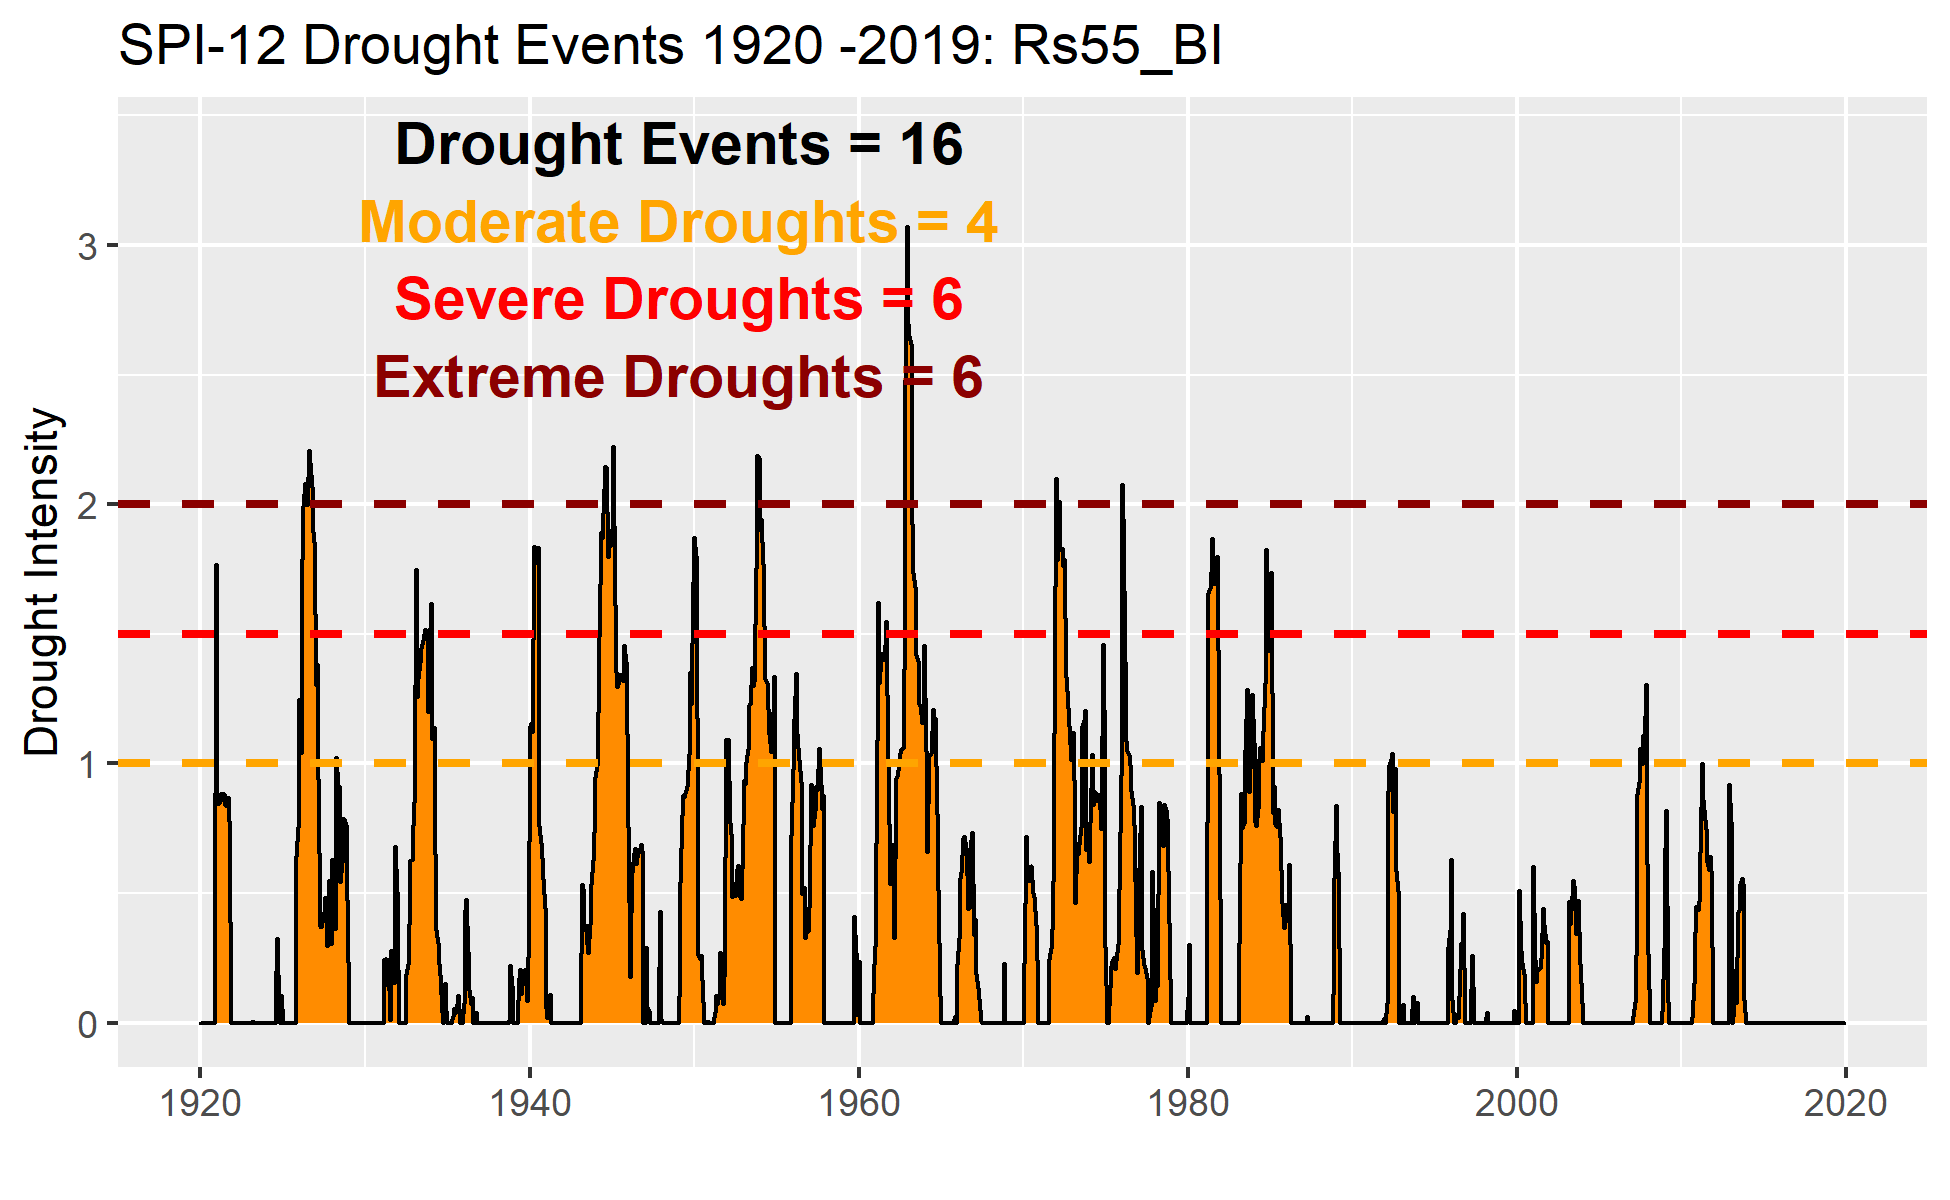 SPI-12 Drought Events 1920 -2019: Rs55_BI
Drought Events = 16
Moderate Droughts = 4
Severe Droughts = 6
Extreme Droughts = 6
Drought Intensity
3
2
1
0
1920 1940 1960 1980 2000 2020